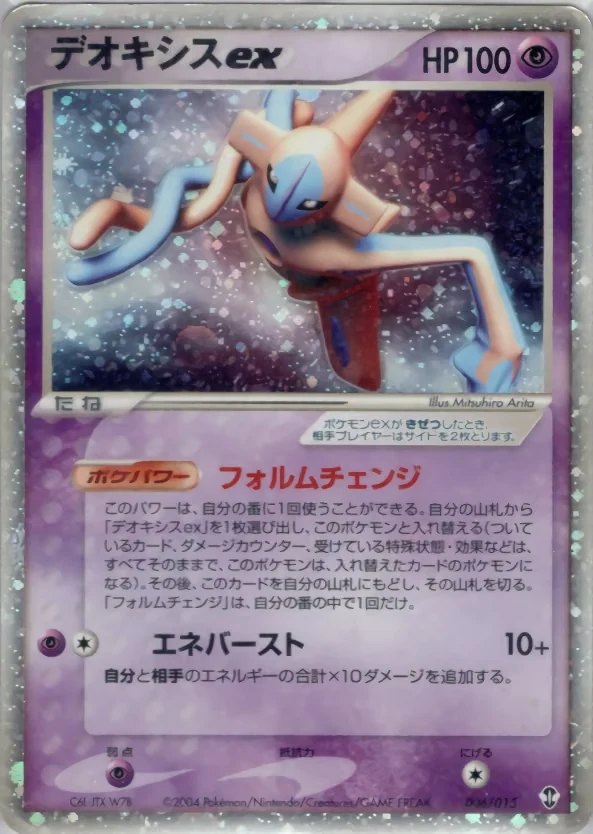 デオキシスex
HP100
たね
Illus. Mitsuhiro Arita
ポケモンexが きぜつしたとき、
相手プレイヤーはサイドを2枚とります。
ポケパワー フォルムチェンジ
このパワーは、自分の番に1回使うことができる。自分の山札から
「デオキシスex」を1枚選び出し、このポケモンと入れ替える(ついて
いるカード、ダメージカウンター、受けている特殊状態・効果などは、
すべてそのままで、このポケモンは、入れ替えたカードのポケモンに
なる)。その後、このカードを自分の山札にもどし、その山札を切る。
「フォルムチェンジ」は、自分の番の中で1回だけ。
エネバースト 10+
自分と相手のエネルギーの合計×10ダメージを追加する。
弱点 抵抗力 にげる
©2004 Pokémon/Nintendo/Creatures/GAME FREAK
/015